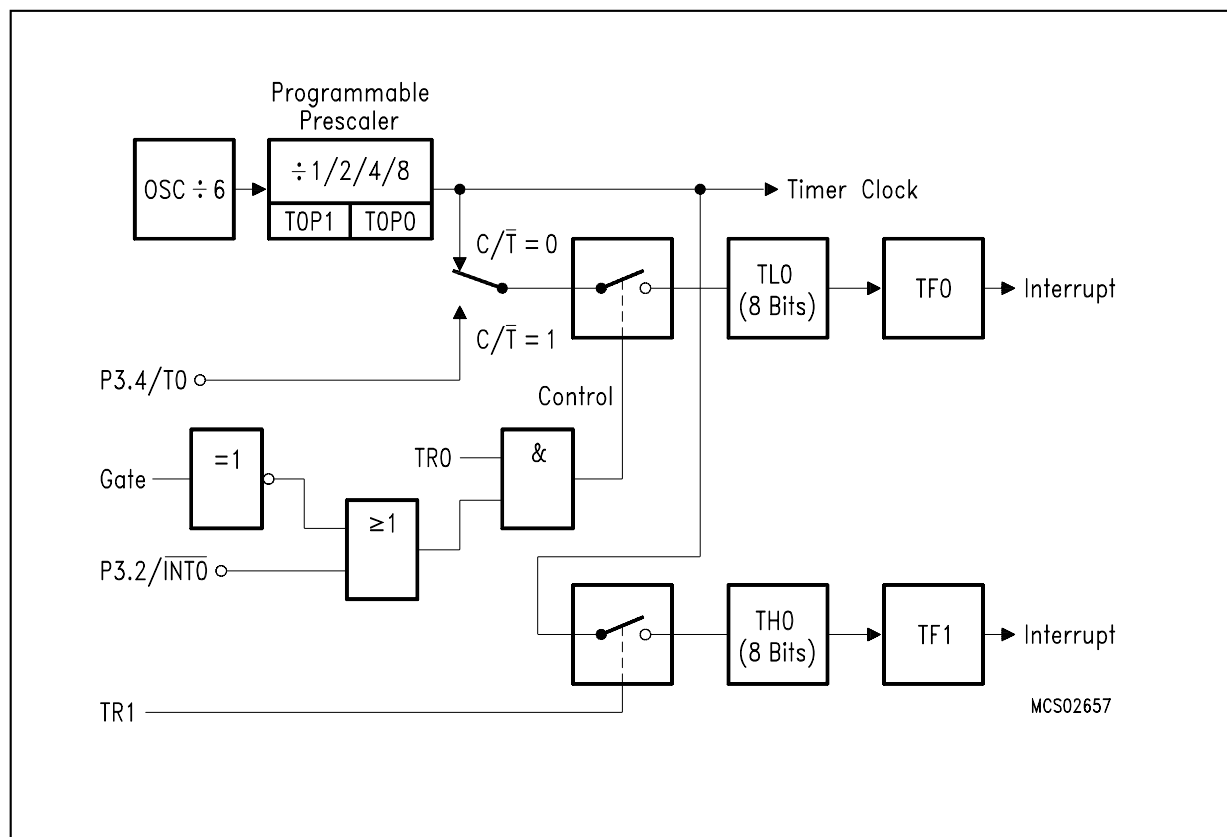 Programmable
Prescaler
OSC ÷ 6
÷ 1/2/4/8
T0P1
T0P0
Timer Clock
C/T̅ = 0
TL0
(8 Bits)
TF0
Interrupt
C/T̅ = 1
P3.4/T0
Control
Gate
=1
TR0
&
≥1
P3.2/I̅N̅T̅0̅
TH0
(8 Bits)
TF1
Interrupt
TR1
MCS02657